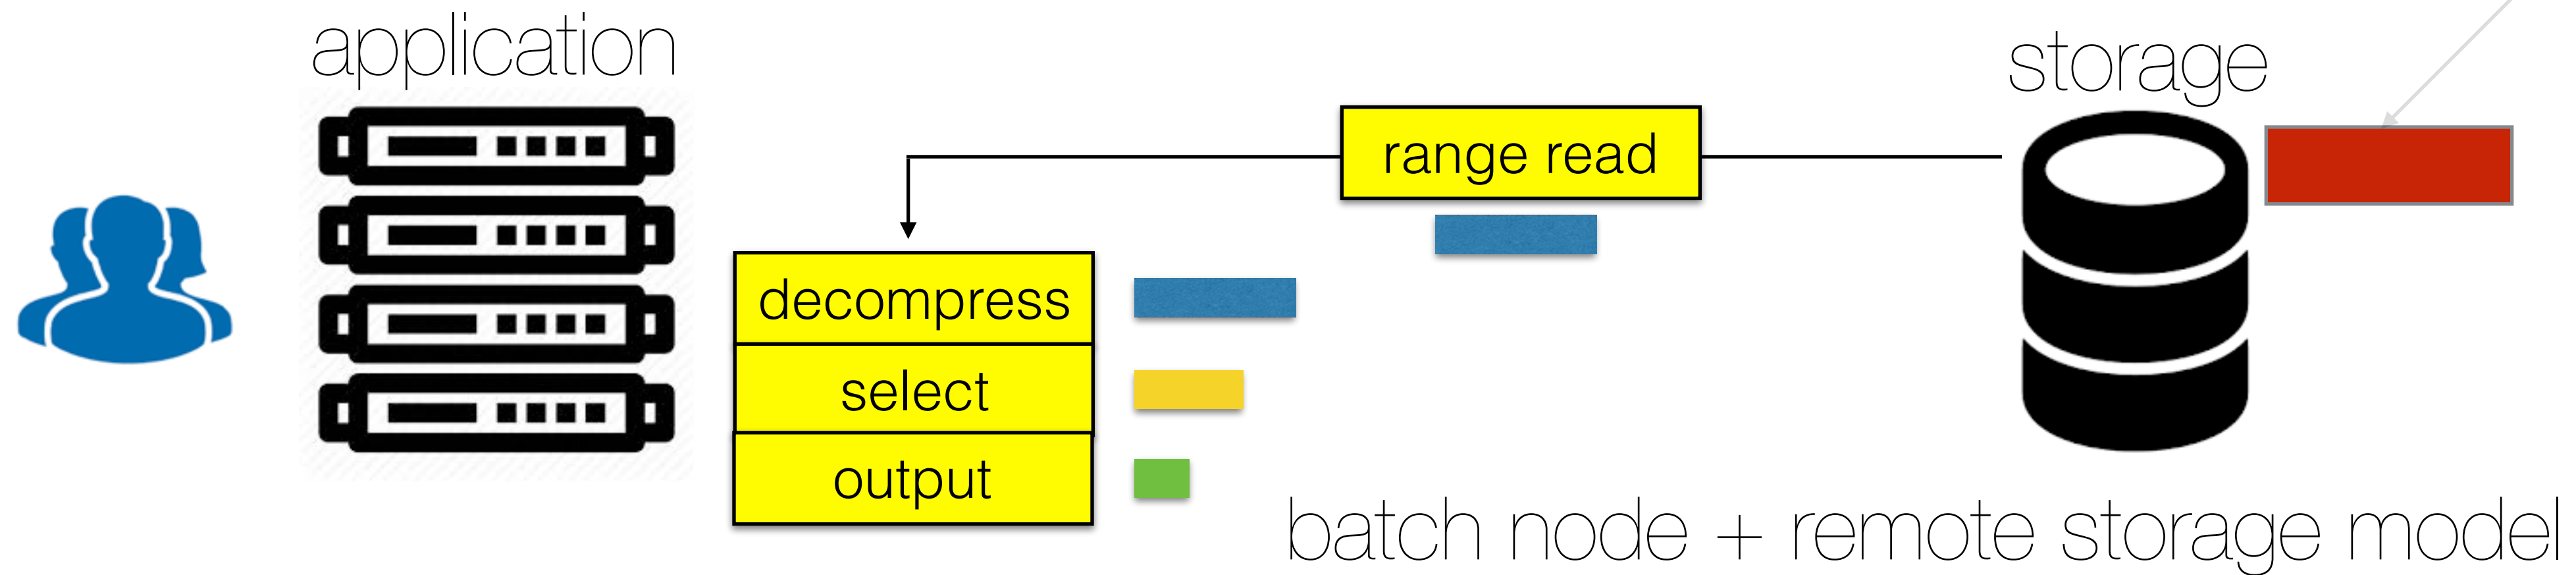 application
storage
range read
decompress
select
output
batch node + remote storage model